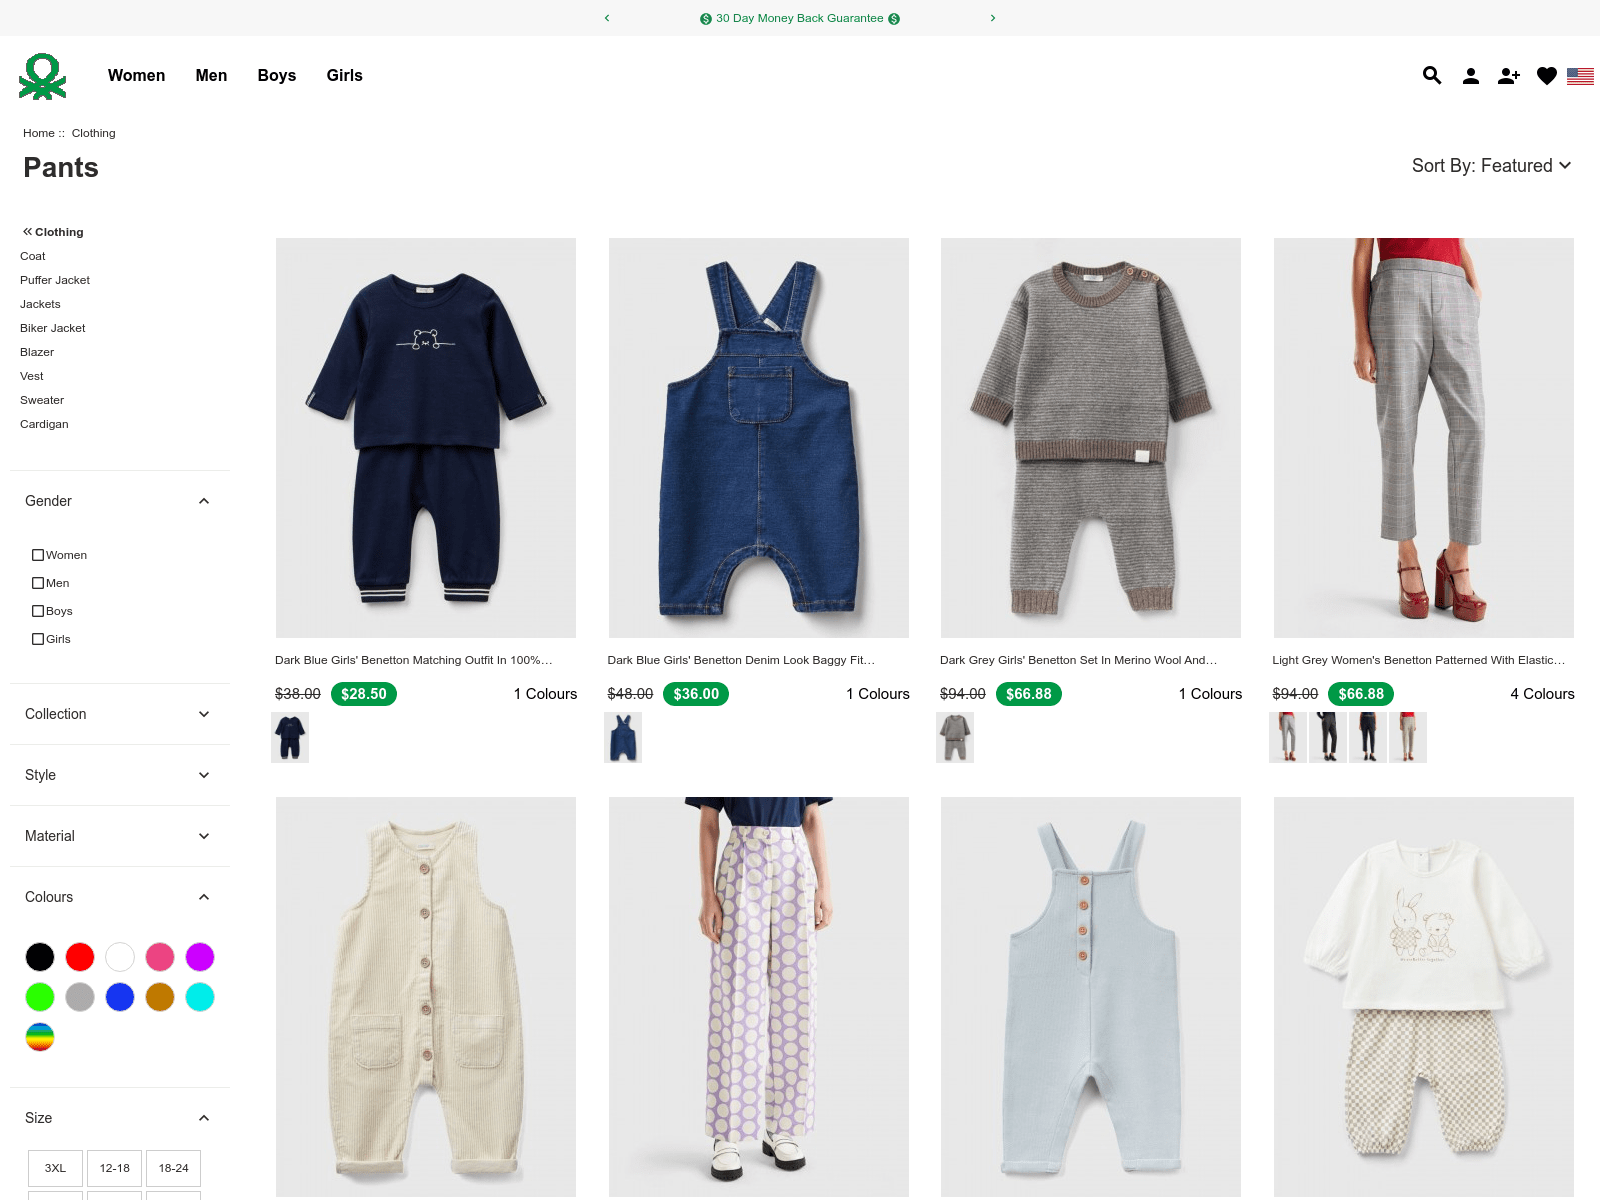 30 Day Money Back Guarantee
Women Men Boys Girls
Home :: Clothing
Pants
Sort By: Featured
Clothing
Coat
Puffer Jacket
Jackets
Biker Jacket
Blazer
Vest
Sweater
Cardigan
Gender
Women
Men
Boys
Girls
Collection
Style
Material
Colours
Size
3XL 12-18 18-24
Dark Blue Girls' Benetton Matching Outfit In 100%…
$38.00 $28.50 1 Colours
Dark Blue Girls' Benetton Denim Look Baggy Fit…
$48.00 $36.00 1 Colours
Dark Grey Girls' Benetton Set In Merino Wool And…
$94.00 $66.88 1 Colours
Light Grey Women's Benetton Patterned With Elastic…
$94.00 $66.88 4 Colours